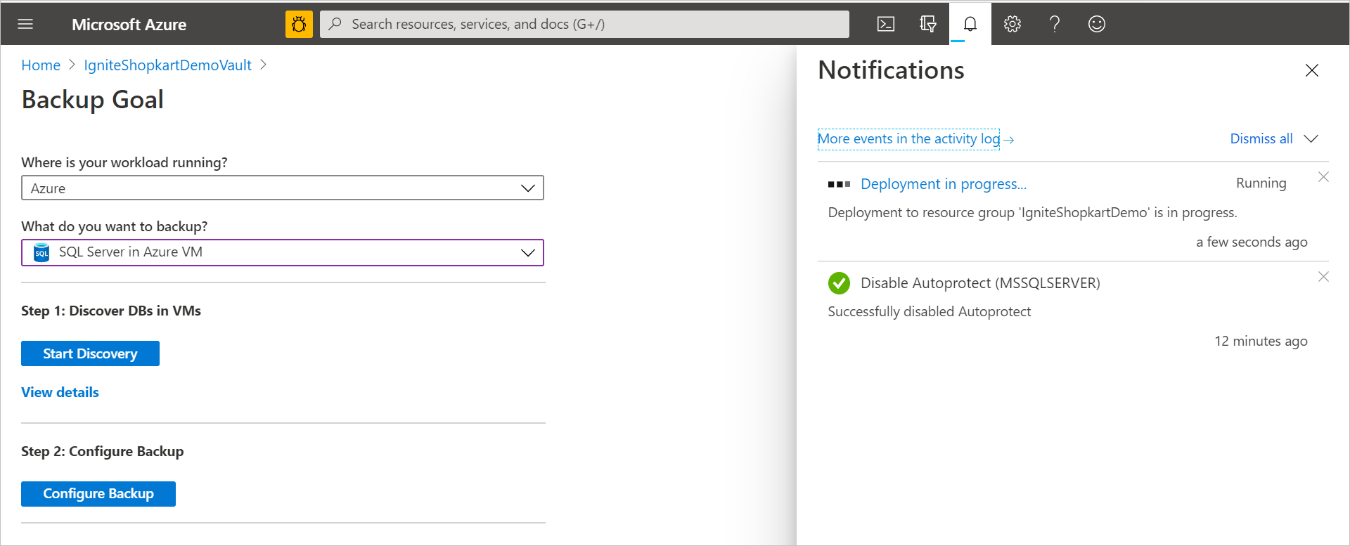 Microsoft Azure
Search resources, services, and docs (G+/)
Home > IgniteShopkartDemoVault >
Backup Goal
Where is your workload running?
Azure
What do you want to backup?
SQL
SQL Server in Azure VM
Step 1: Discover DBs in VMs
Start Discovery
View details
Step 2: Configure Backup
Configure Backup
Notifications
More events in the activity log →
Dismiss all
Deployment in progress...
Running
Deployment to resource group 'IgniteShopkartDemo' is in progress.
a few seconds ago
Disable Autoprotect (MSSQLSERVER)
Successfully disabled Autoprotect
12 minutes ago